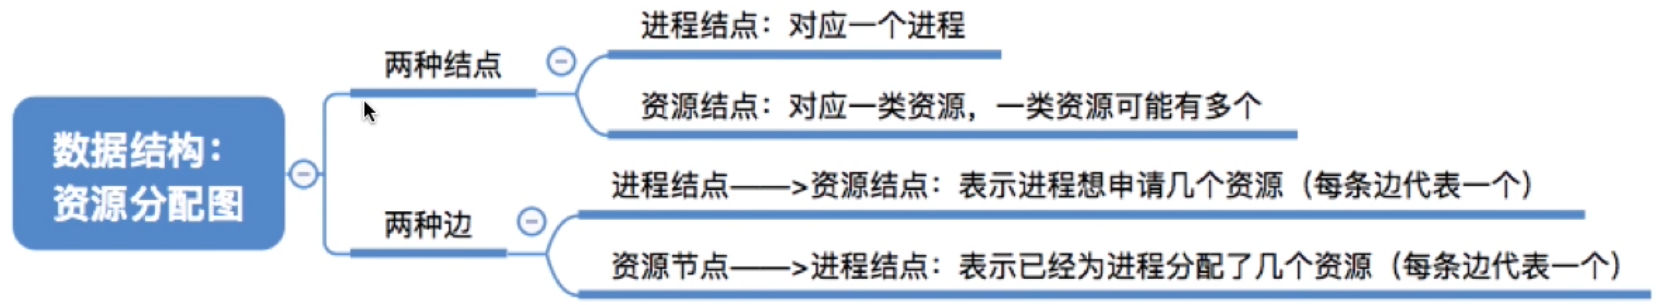 数据结构：
资源分配图
两种结点
进程结点：对应一个进程
资源结点：对应一类资源，一类资源可能有多个
两种边
进程结点——>资源结点：表示进程想申请几个资源（每条边代表一个）
资源节点——>进程结点：表示已经为进程分配了几个资源（每条边代表一个）